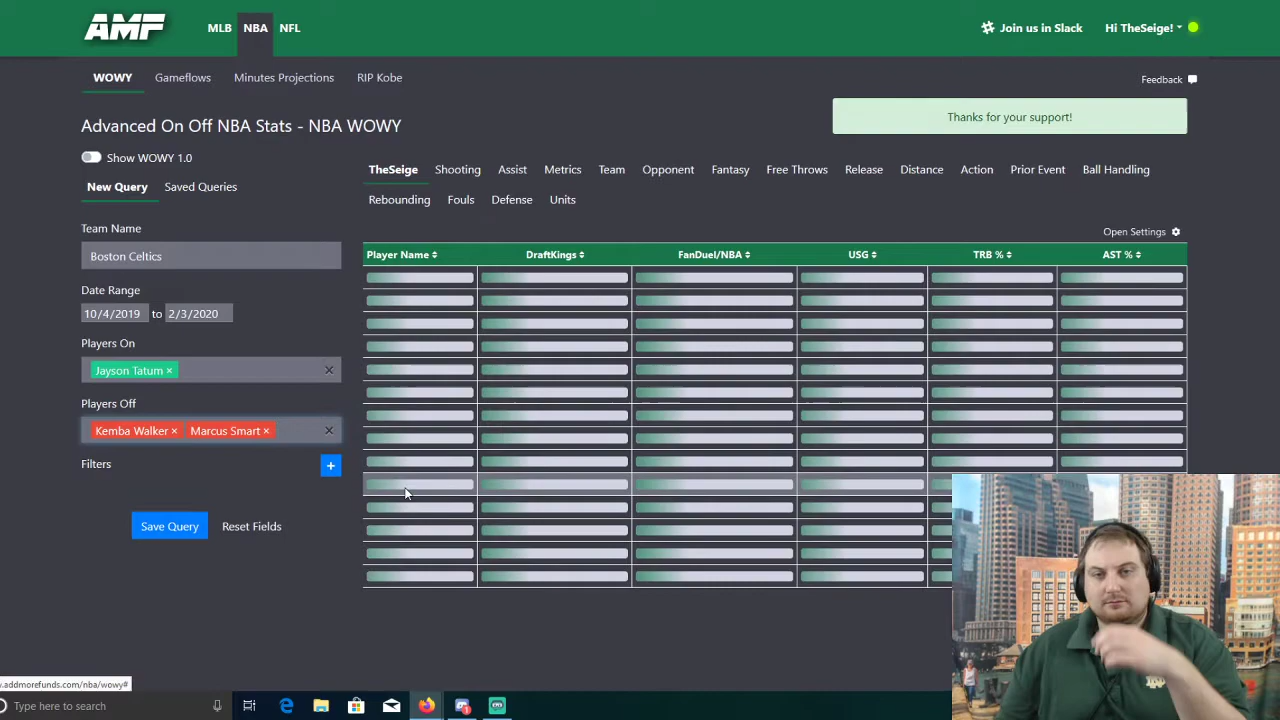 AMF
MLB NBA NFL
Join us in Slack Hi TheSeige!
WOWY Gameflows Minutes Projections RIP Kobe
Feedback
Thanks for your support!
Advanced On Off NBA Stats - NBA WOWY
Show WOWY 1.0
New Query Saved Queries
TheSeige Shooting Assist Metrics Team Opponent Fantasy Free Throws Release Distance Action Prior Event Ball Handling
Rebounding Fouls Defense Units
Team Name
Boston Celtics
Open Settings
Player Name DraftKings FanDuel/NBA USG TRB % AST %
Date Range
10/4/2019 to 2/3/2020
Players On
Jayson Tatum ×
Players Off
Kemba Walker × Marcus Smart ×
Filters
+
Save Query Reset Fields
.addmorefunds.com/nba/wowy#
Type here to search